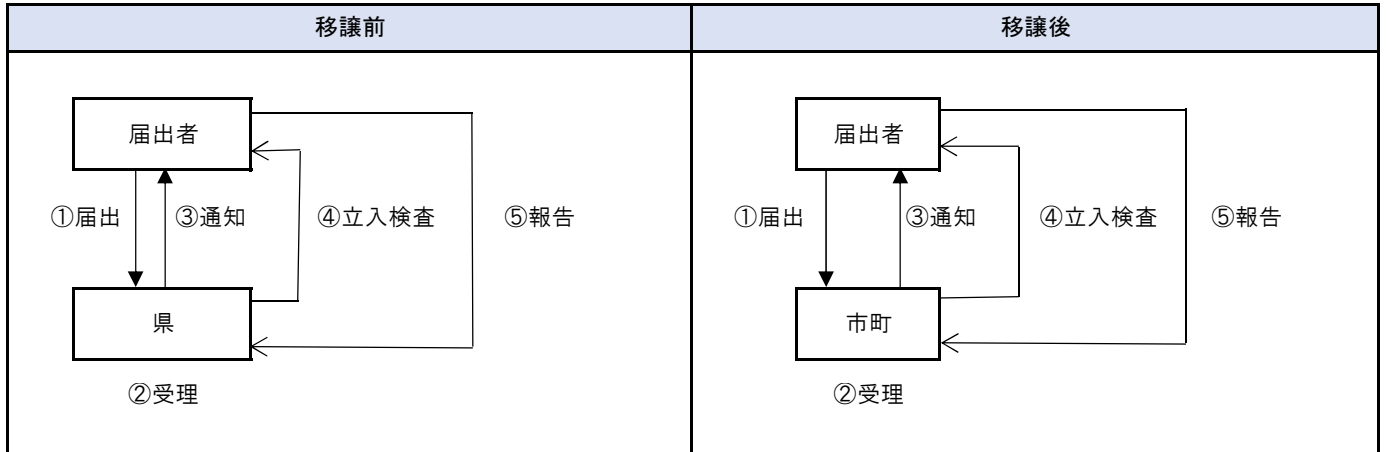 移譲前
移譲後
届出者
①届出
③通知
④立入検査
⑤報告
県
②受理
届出者
①届出
③通知
④立入検査
⑤報告
市町
②受理